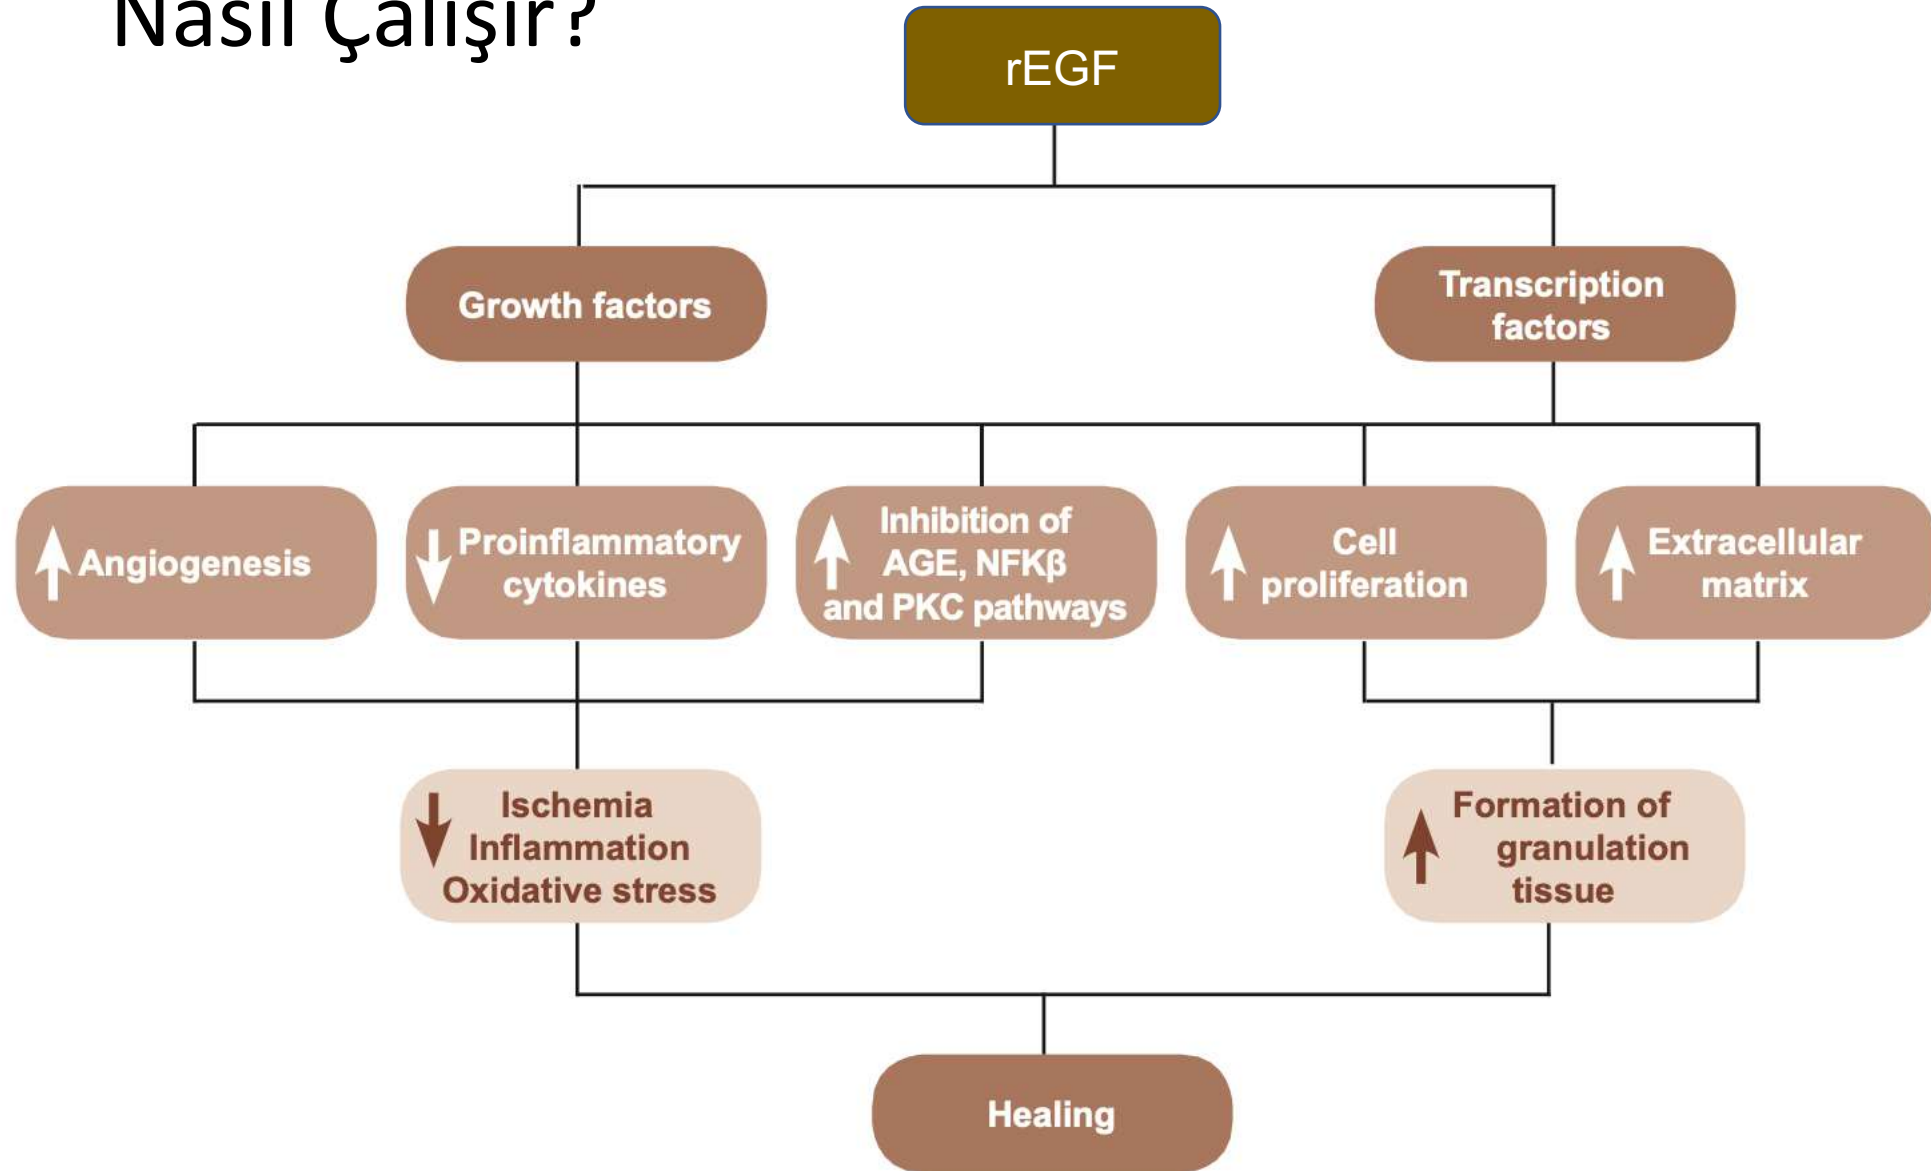 Nasıl Çalışır?
rEGF
Growth factors
Transcription
factors
Angiogenesis
Proinflammatory
cytokines
Inhibition of
AGE, NFKβ
and PKC pathways
Cell
proliferation
Extracellular
matrix
Ischemia
Inflammation
Oxidative stress
Formation of
granulation
tissue
Healing